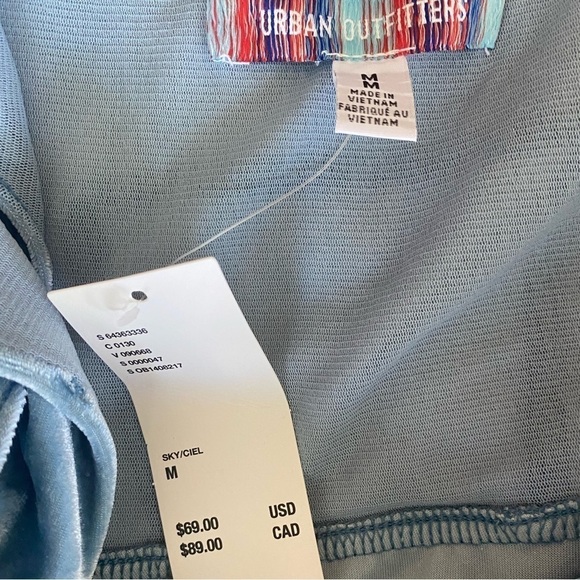 URBAN OUTFITTERS
M
M
MADE IN
VIETNAM
FABRIQUÉ AU
VIETNAM
S 64363336
C 0130
V 090668
S 0000047
S OB1408217
SKY/CIEL
M
$69.00 USD
$89.00 CAD